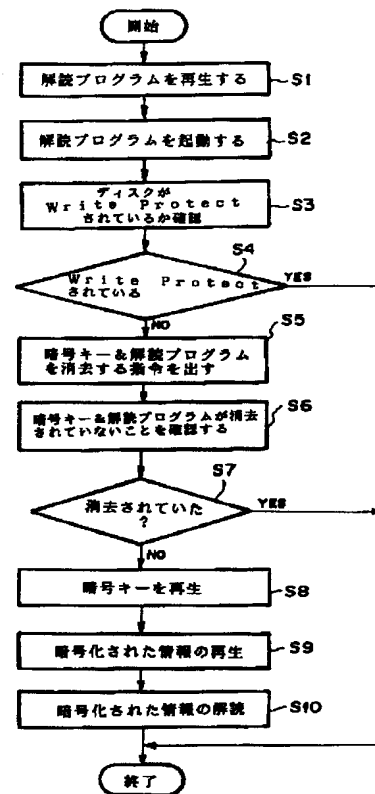 開始
解読プログラムを再生する
S1
解読プログラムを起動する
S2
ディスクが
Write Protect
されているか確認
S3
S4
Write Protect
されている
YES
NO
S5
暗号キー&解読プログラム
を消去する指令を出す
S6
暗号キー&解読プログラムが消去
されていないことを確認する
S7
消去されていた
?
YES
NO
暗号キーを再生
S8
暗号化された情報の再生
S9
暗号化された情報の解読
S10
終了